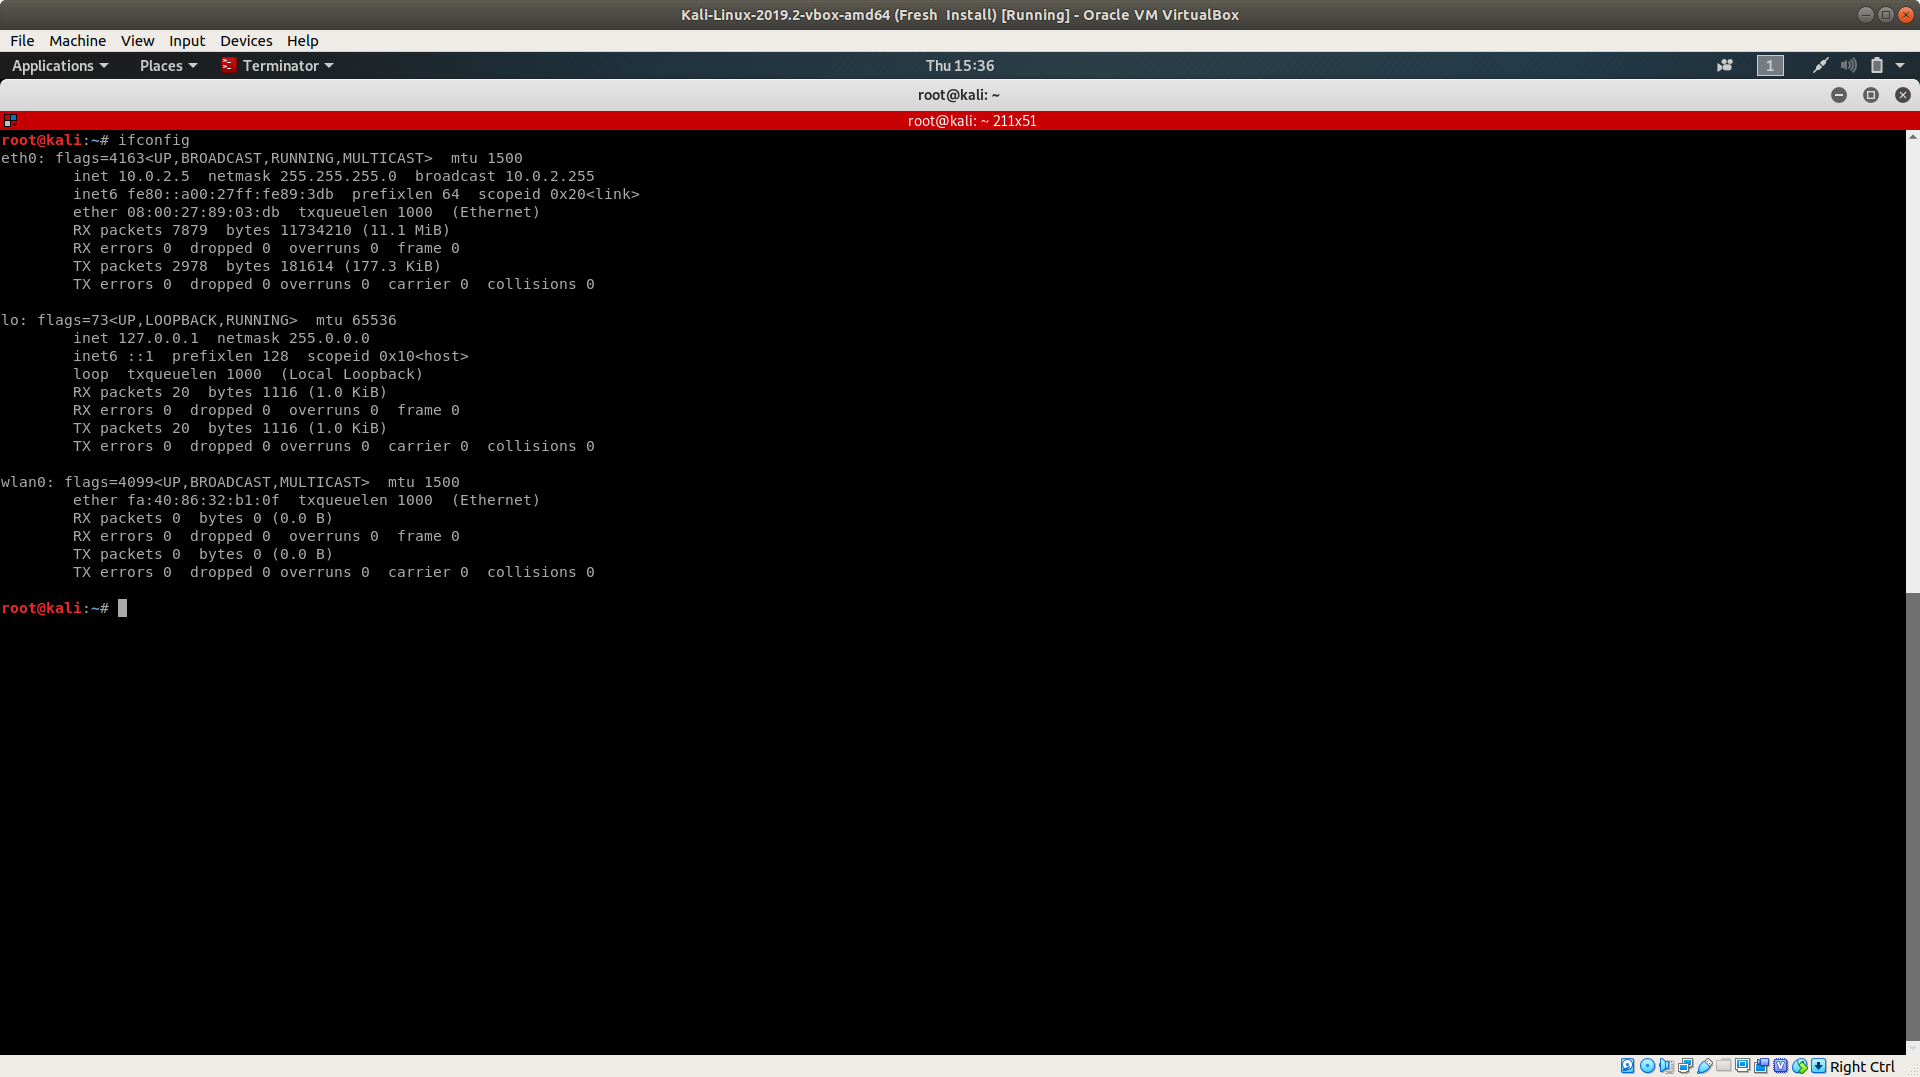 Kali-Linux-2019.2-vbox-amd64 (Fresh  Install) [Running] - Oracle VM VirtualBox
File Machine View Input Devices Help
Applications Places Terminator Thu 15:36 1
root@kali: ~
root@kali: ~ 211x51
root@kali:~# ifconfig
eth0: flags=4163<UP,BROADCAST,RUNNING,MULTICAST>  mtu 1500
        inet 10.0.2.5  netmask 255.255.255.0  broadcast 10.0.2.255
        inet6 fe80::a00:27ff:fe89:3db  prefixlen 64  scopeid 0x20<link>
        ether 08:00:27:89:03:db  txqueuelen 1000  (Ethernet)
        RX packets 7879  bytes 11734210 (11.1 MiB)
        RX errors 0  dropped 0  overruns 0  frame 0
        TX packets 2978  bytes 181614 (177.3 KiB)
        TX errors 0  dropped 0 overruns 0  carrier 0  collisions 0
lo: flags=73<UP,LOOPBACK,RUNNING>  mtu 65536
        inet 127.0.0.1  netmask 255.0.0.0
        inet6 ::1  prefixlen 128  scopeid 0x10<host>
        loop  txqueuelen 1000  (Local Loopback)
        RX packets 20  bytes 1116 (1.0 KiB)
        RX errors 0  dropped 0  overruns 0  frame 0
        TX packets 20  bytes 1116 (1.0 KiB)
        TX errors 0  dropped 0 overruns 0  carrier 0  collisions 0
wlan0: flags=4099<UP,BROADCAST,MULTICAST>  mtu 1500
        ether fa:40:86:32:b1:0f  txqueuelen 1000  (Ethernet)
        RX packets 0  bytes 0 (0.0 B)
        RX errors 0  dropped 0  overruns 0  frame 0
        TX packets 0  bytes 0 (0.0 B)
        TX errors 0  dropped 0 overruns 0  carrier 0  collisions 0
root@kali:~#
Right Ctrl